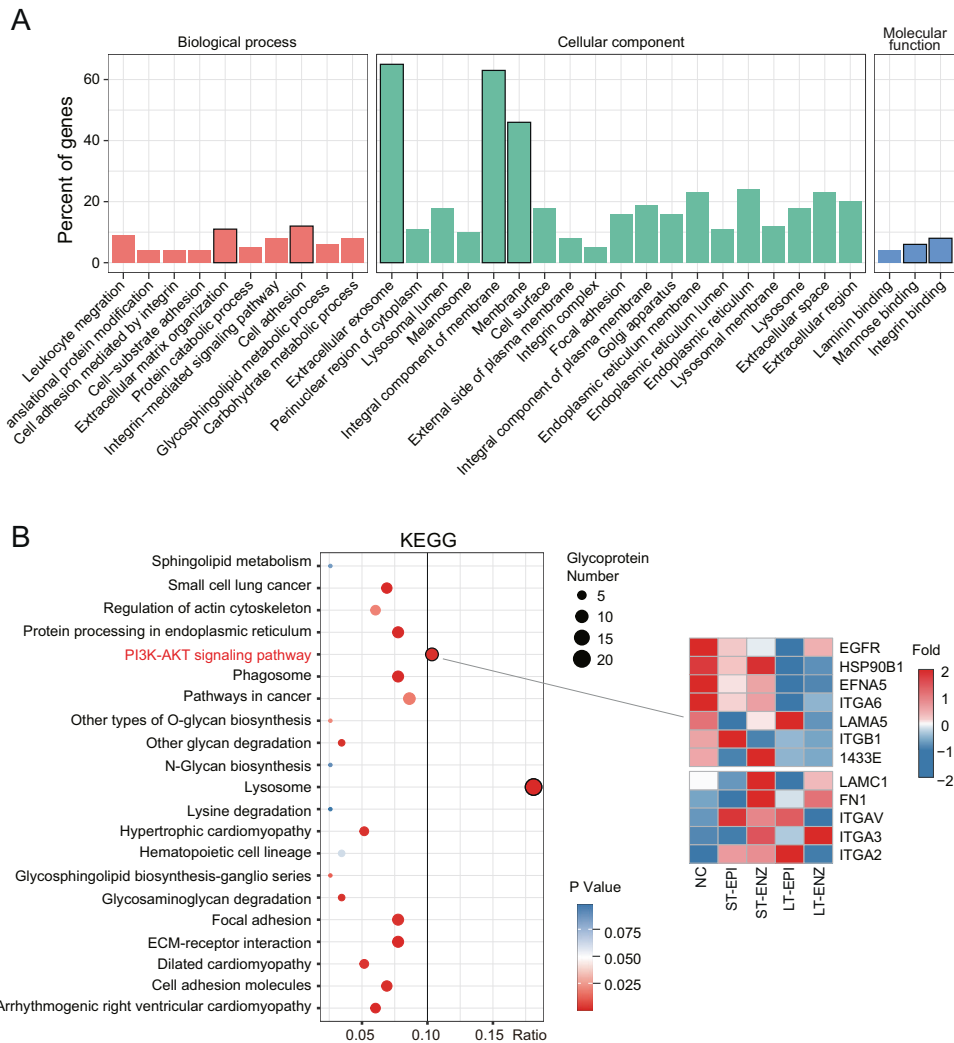 A
Biological process
Cellular component
Molecular
function
Percent of genes
60
40
20
0
Leukocyte megration
anslational protein modification
Cell adhesion mediated by integrin
Cell−substrate adhesion
Extracellular matrix organization
Protein catabolic process
Integrin−mediated signaling pathway
Cell adhesion
Glycosphingolipid metabolic process
Carbohydrate metabolic process
Extracellular exosome
Perinuclear region of cytoplasm
Lysosomal lumen
Melanosome
Integral component of membrane
Membrane
Cell surface
External side of plasma membrane
Integrin complex
Focal adhesion
Integral component of plasma membrane
Golgi apparatus
Endoplasmic reticulum membrane
Endoplasmic reticulum lumen
Endoplasmic reticulum
Lysosomal membrane
Lysosome
Extracellular space
Extracellular region
Laminin binding
Mannose binding
Integrin binding
B
KEGG
Sphingolipid metabolism
Small cell lung cancer
Regulation of actin cytoskeleton
Protein processing in endoplasmic reticulum
PI3K-AKT signaling pathway
Phagosome
Pathways in cancer
Other types of O-glycan biosynthesis
Other glycan degradation
N-Glycan biosynthesis
Lysosome
Lysine degradation
Hypertrophic cardiomyopathy
Hematopoietic cell lineage
Glycosphingolipid biosynthesis-ganglio series
Glycosaminoglycan degradation
Focal adhesion
ECM-receptor interaction
Dilated cardiomyopathy
Cell adhesion molecules
Arrhythmogenic right ventricular cardiomyopathy
0.05
0.10
0.15
Ratio
Glycoprotein
Number
5
10
15
20
P Value
0.075
0.050
0.025
EGFR
HSP90B1
EFNA5
ITGA6
LAMA5
ITGB1
1433E
LAMC1
FN1
ITGAV
ITGA3
ITGA2
NC
ST-EPI
ST-ENZ
LT-EPI
LT-ENZ
Fold
2
1
0
−1
−2